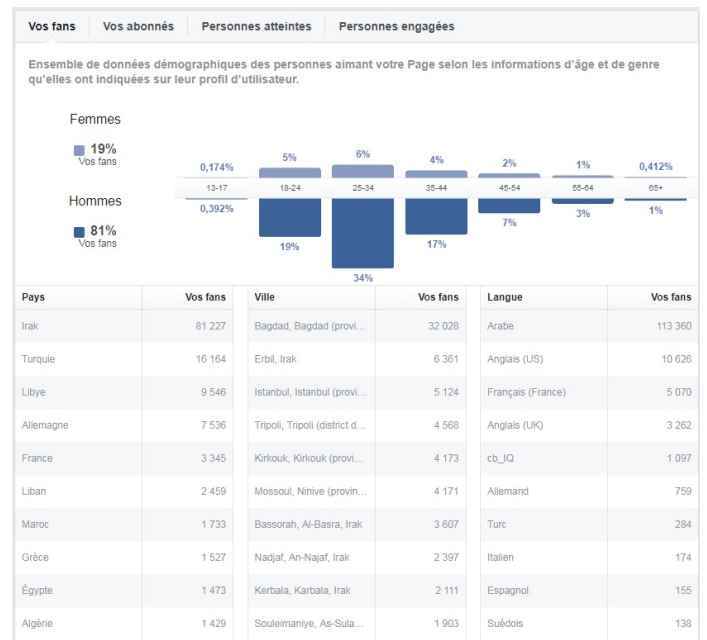 Vos fans Vos abonnés Personnes atteintes Personnes engagées
Ensemble de données démographiques des personnes aimant votre Page selon les informations d'âge et de genre
qu'elles ont indiquées sur leur profil d'utilisateur.
Femmes
19%
Vos fans
0,174% 5% 6% 4% 2% 1% 0,412%
13-17 18-24 25-34 35-44 45-54 55-64 65+
Hommes
81%
Vos fans
0,392% 19% 34% 17% 7% 3% 1%
Pays Vos fans Ville Vos fans Langue Vos fans
Irak 81 227 Bagdad, Bagdad (provi... 32 028 Arabe 113 360
Turquie 16 164 Erbil, Irak 6 361 Anglais (US) 10 626
Libye 9 546 Istanbul, Istanbul (provi... 5 124 Français (France) 5 070
Allemagne 7 536 Tripoli, Tripoli (district d... 4 568 Anglais (UK) 3 262
France 3 345 Kirkouk, Kirkouk (provi... 4 173 cb_IQ 1 097
Liban 2 459 Mossoul, Ninive (provin... 4 171 Allemand 759
Maroc 1 733 Bassorah, Al-Basra, Irak 3 607 Turc 284
Grèce 1 527 Nadjaf, An-Najaf, Irak 2 397 Italien 174
Égypte 1 473 Kerbala, Karbala, Irak 2 111 Espagnol 155
Algérie 1 429 Souleimaniye, As-Sula... 1 903 Suédois 138